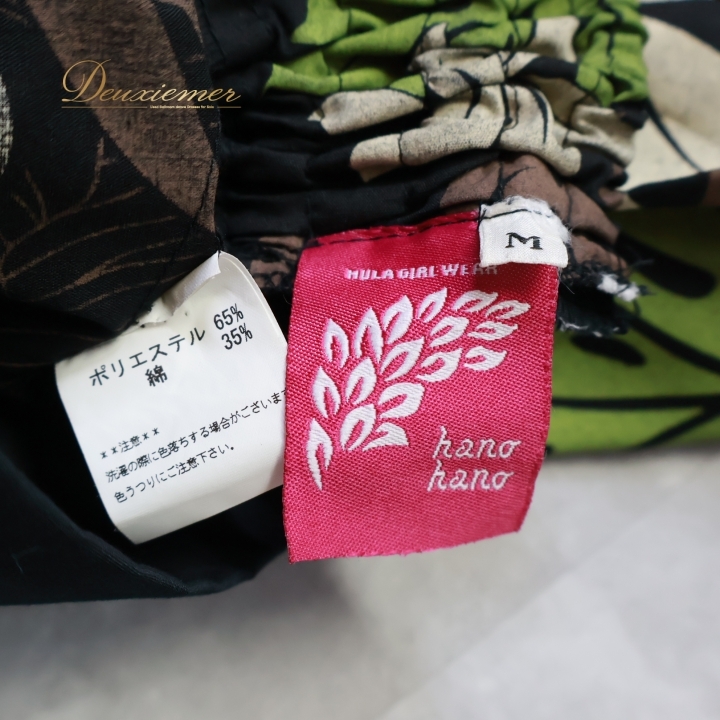 Deuxiemer
M
HULA GIRL WEAR
hano
hano
ポリエステル 65%
綿 35%
**注意**
洗濯の際に色落ちする場合がございます
色うつりにご注意下さい。